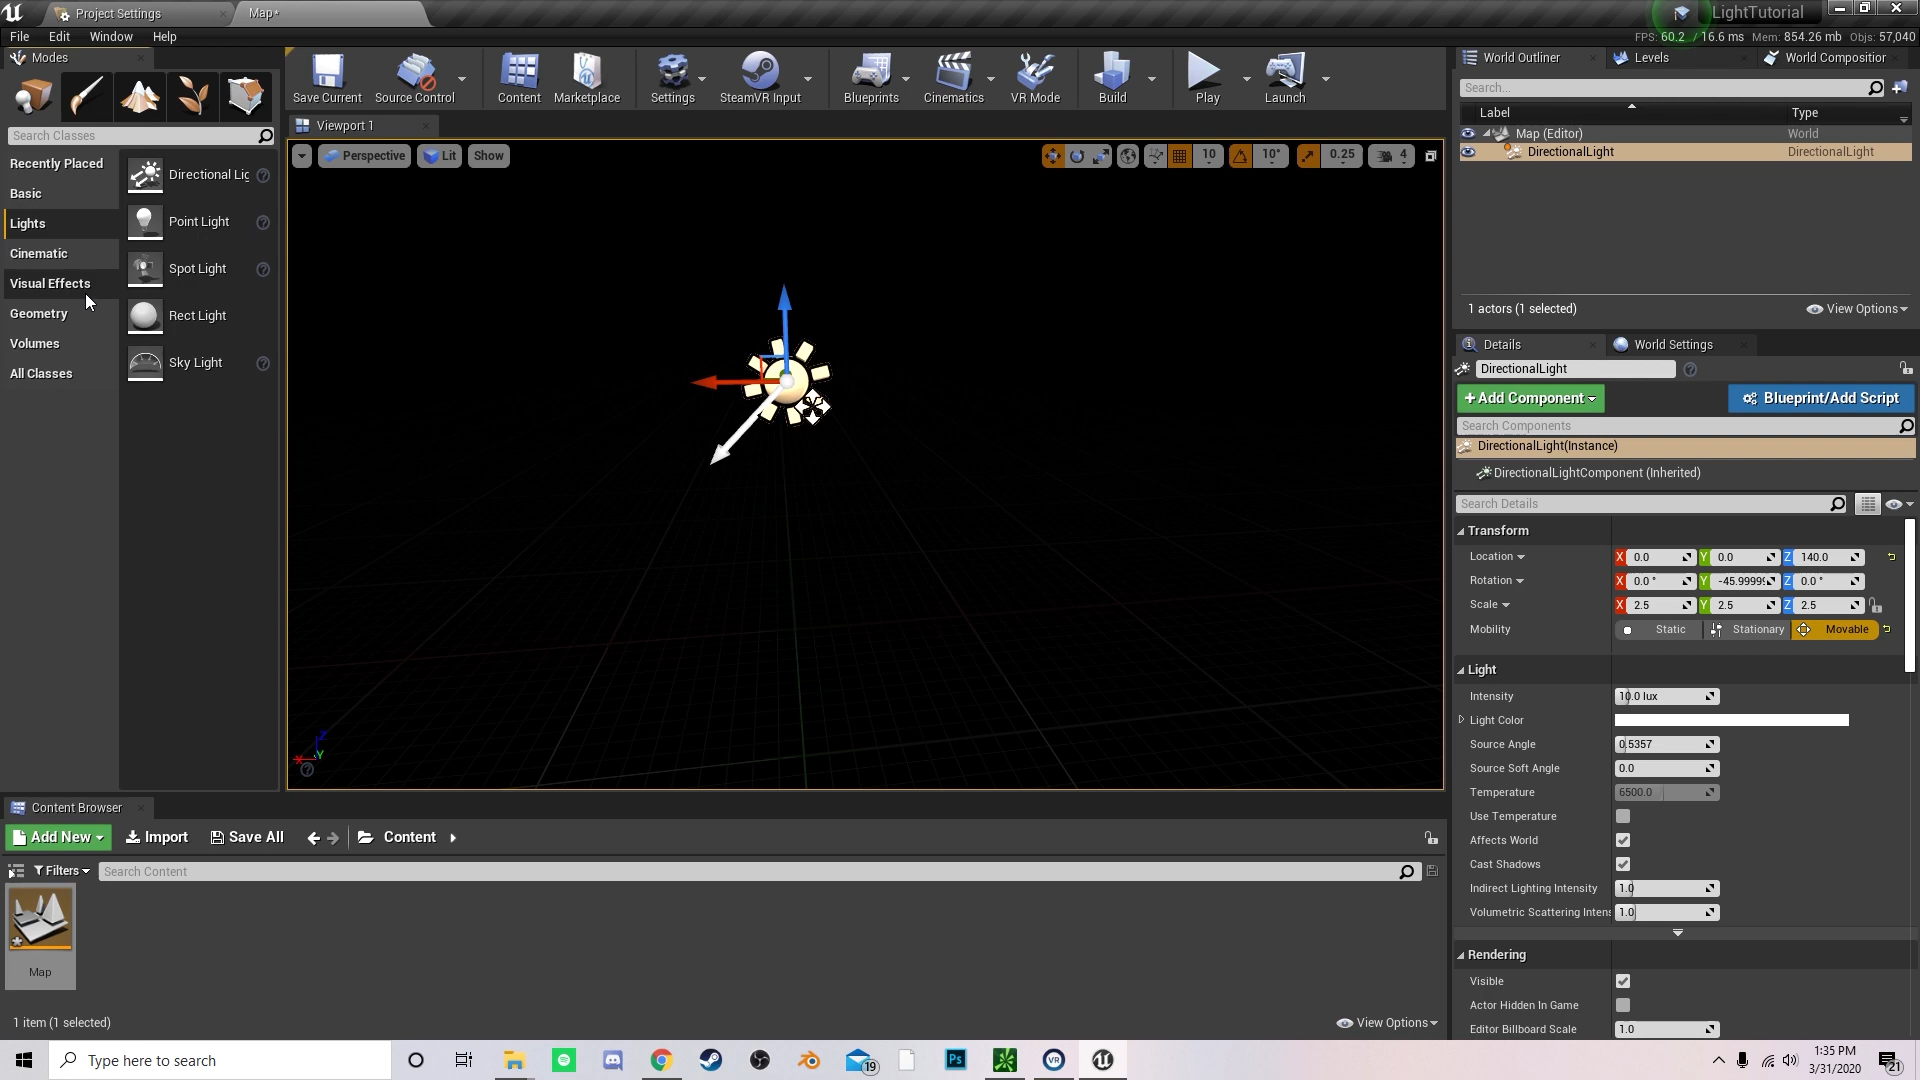 Project Settings
Map*
LightTutorial
File Edit Window Help
FPS: 60.2 / 16.6 ms Mem: 854.26 mb Objs: 57,040
Modes
Save Current
Source Control
Content
Marketplace
Settings
SteamVR Input
Blueprints
Cinematics
VR Mode
Build
Play
Launch
Search Classes
Recently Placed
Basic
Lights
Cinematic
Visual Effects
Geometry
Volumes
All Classes
Directional Lig
Point Light
Spot Light
Rect Light
Sky Light
Viewport 1
Perspective
Lit
Show
10
10°
0.25
4
X
Y
Z
World Outliner
Levels
World Composition
Search...
Label Type
Map (Editor) World
DirectionalLight DirectionalLight
1 actors (1 selected)
View Options
Details
World Settings
DirectionalLight
+Add Component
Blueprint/Add Script
Search Components
DirectionalLight(Instance)
DirectionalLightComponent (Inherited)
Search Details
Transform
Location X 0.0 Y 0.0 Z 140.0
Rotation X 0.0 ° Y -45.99999 Z 0.0 °
Scale X 2.5 Y 2.5 Z 2.5
Mobility Static Stationary Movable
Light
Intensity 10.0 lux
Light Color
Source Angle 0.5357
Source Soft Angle 0.0
Temperature 6500.0
Use Temperature
Affects World
Cast Shadows
Indirect Lighting Intensity 1.0
Volumetric Scattering Intens 1.0
Rendering
Visible
Actor Hidden In Game
Editor Billboard Scale 1.0
Content Browser
Add New
Import
Save All
Content
Filters
Search Content
Map
1 item (1 selected)
View Options
Type here to search
19
Ps
VR
1:35 PM
3/31/2020
21